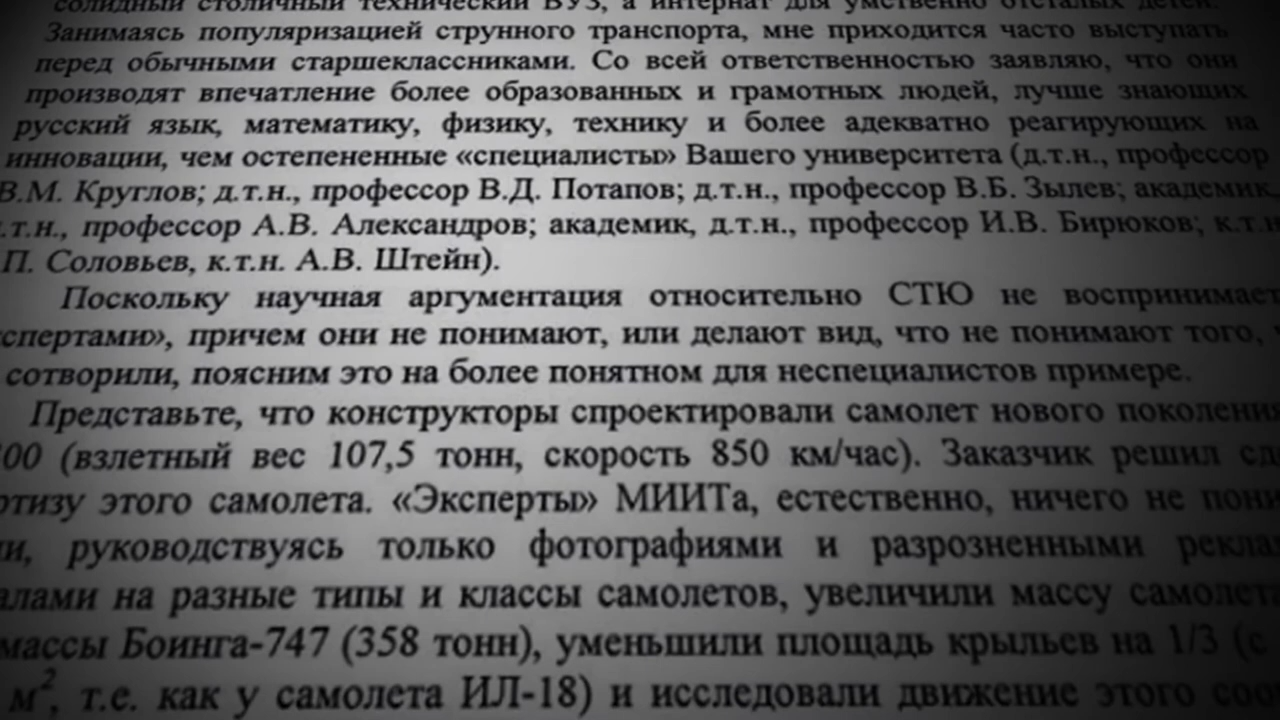 солидный столичный технический ВУЗ, а интернат для умственно отсталых детей.
Занимаясь популяризацией струнного транспорта, мне приходится часто выступать
перед обычными старшеклассниками. Со всей ответственностью заявляю, что они
производят впечатление более образованных и грамотных людей, лучше знающих
русский язык, математику, физику, технику и более адекватно реагирующих на
инновации, чем остепененные «специалисты» Вашего университета (д.т.н., профессор
В.М. Круглов; д.т.н., профессор В.Д. Потапов; д.т.н., профессор В.Б. Зылев; академик,
.т.н., профессор А.В. Александров; академик, д.т.н., профессор И.В. Бирюков; к.т.н
.П. Соловьев, к.т.н. А.В. Штейн).
Поскольку научная аргументация относительно СТЮ не воспринимает
спертами», причем они не понимают, или делают вид, что не понимают того,
сотворили, поясним это на более понятном для неспециалистов примере.
Представьте, что конструкторы спроектировали самолет нового поколения
00 (взлетный вес 107,5 тонн, скорость 850 км/час). Заказчик решил сд
ртизу этого самолета. «Эксперты» МИИТа, естественно, ничего не пони
ии, руководствуясь только фотографиями и разрозненными рекла
алами на разные типы и классы самолетов, увеличили массу самолета
массы Боинга-747 (358 тонн), уменьшили площадь крыльев на 1/3 (с
м², т.е. как у самолета ИЛ-18) и исследовали движение этого соо